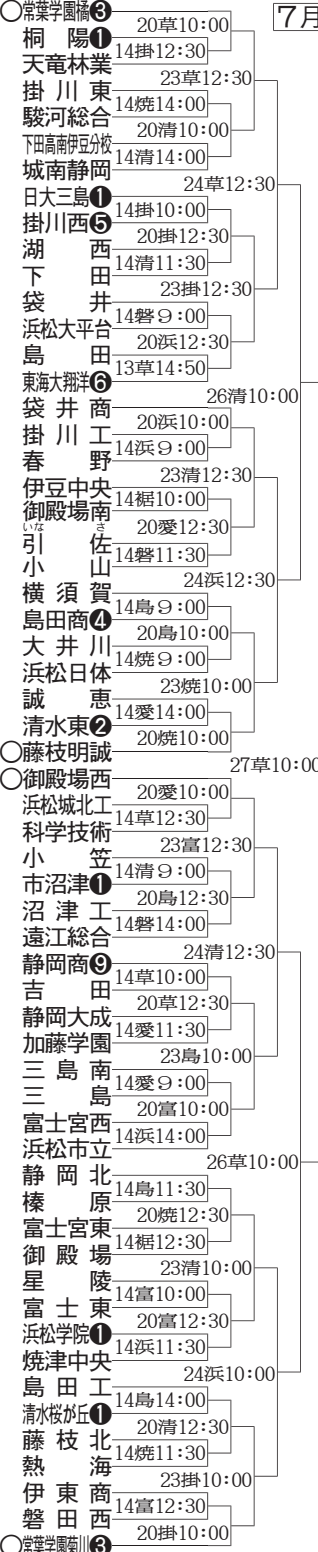 7月
○常葉学園橘❸
20草10:00
桐陽❶
14掛12:30
天竜林業
23草12:30
掛川東
14焼14:00
駿河総合
20清10:00
下田高南伊豆分校
14清14:00
城南静岡
24草12:30
日大三島❶
14掛10:00
掛川西❺
20掛12:30
湖西
14清11:30
下田
23掛12:30
袋井
14磐9:00
浜松大平台
20浜12:30
島田
13草14:50
東海大翔洋❻
26清10:00
袋井商
20浜10:00
掛川工
14浜9:00
春野
23清12:30
伊豆中央
14裾10:00
御殿場南
20愛12:30
いなさ
引佐
14磐11:30
小山
24浜12:30
横須賀
14島9:00
島田商❹
20島10:00
大井川
14焼9:00
浜松日体
23焼10:00
誠恵
14愛14:00
清水東❷
20焼10:00
○藤枝明誠
27草10:00
○御殿場西
20愛10:00
浜松城北工
14草12:30
科学技術
23富12:30
小笠
14清9:00
市沼津❶
20島12:30
沼津工
14磐14:00
遠江総合
24清12:30
静岡商❾
14草10:00
吉田
20草12:30
静岡大成
14愛11:30
加藤学園
23島10:00
三島南
14愛9:00
三島
20富10:00
富士宮西
14浜14:00
浜松市立
26草10:00
静岡北
14島11:30
榛原
20焼12:30
富士宮東
14裾12:30
御殿場
23清10:00
星陵
14富10:00
富士東
20富12:30
浜松学院❶
14浜11:30
焼津中央
24浜10:00
島田工
14島14:00
清水桜が丘❶
20清12:30
藤枝北
14焼11:30
熱海
23掛10:00
伊東商
14富12:30
磐田西
20掛10:00
○常葉学園菊川❸